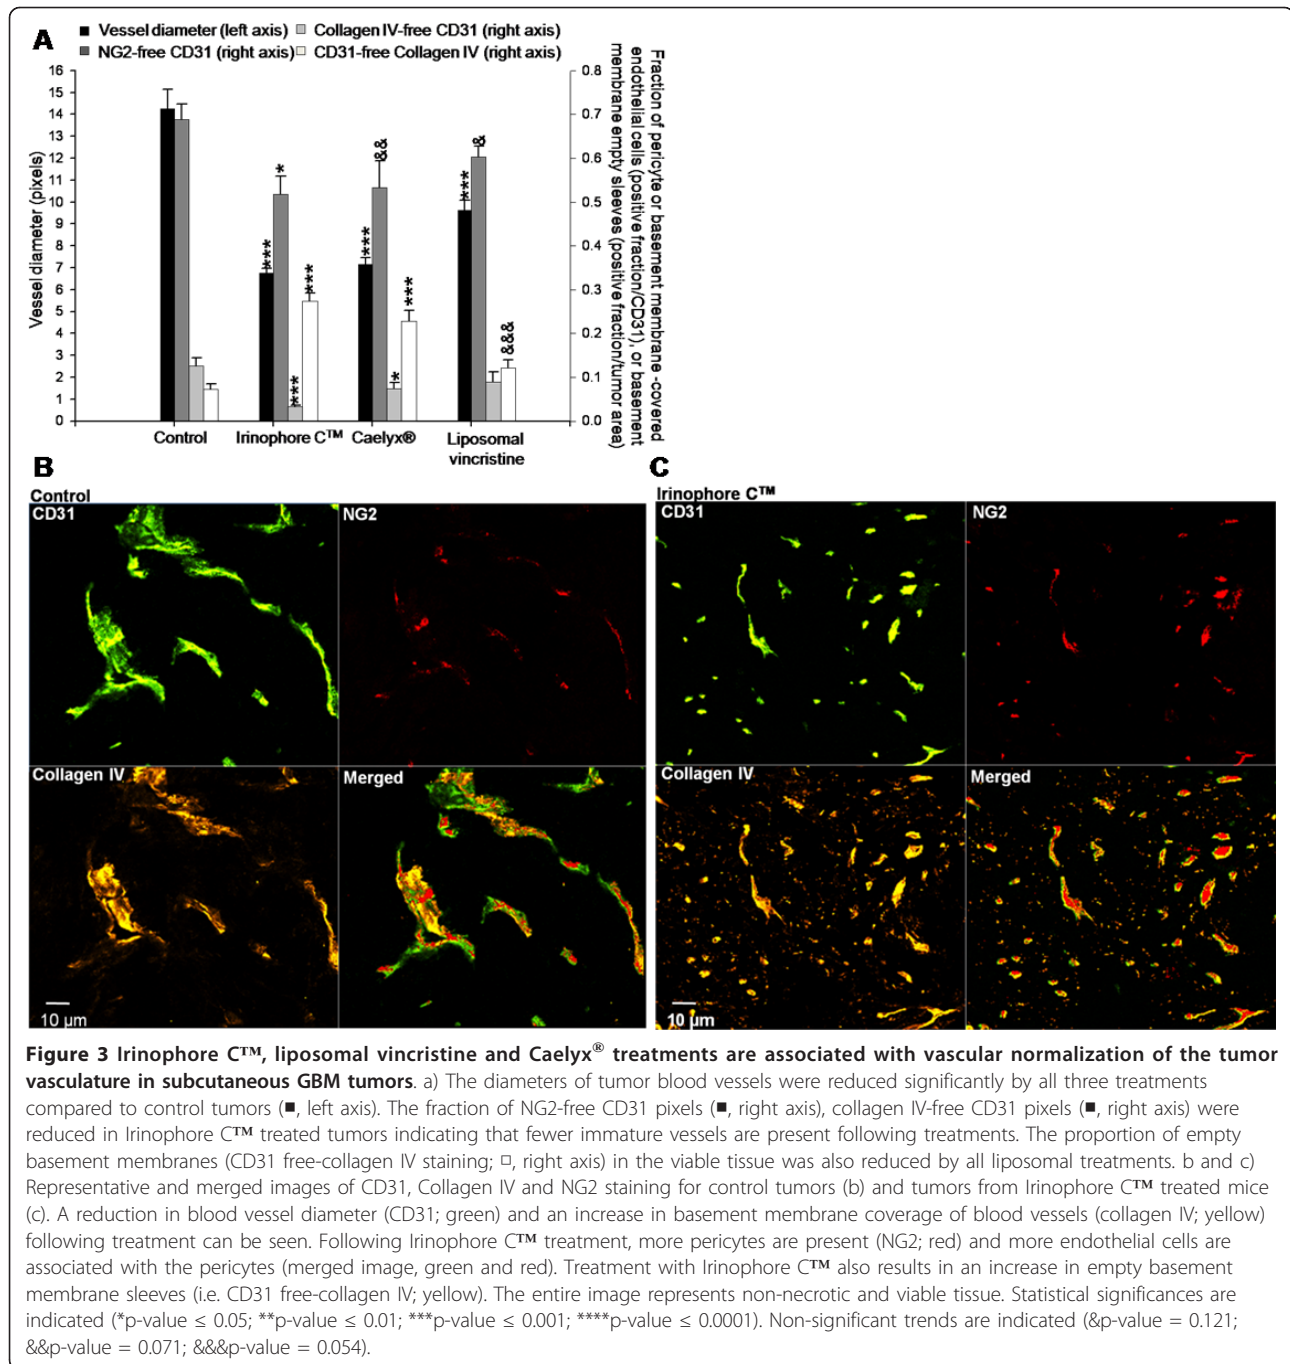 A
Vessel diameter (left axis)
Collagen IV-free CD31 (right axis)
NG2-free CD31 (right axis)
CD31-free Collagen IV (right axis)
Vessel diameter (pixels)
16
15
14
13
12
11
10
9
8
7
6
5
4
3
2
1
0
***
*
***
***
***
&&
*
***
***
&
&&&
0.8
0.7
0.6
0.5
0.4
0.3
0.2
0.1
0.0
Fraction of pericyte or basement membrane -covered
endothelial cells (positive fraction/CD31), or basement
membrane empty sleeves (positive fraction/tumor area)
Control
Irinophore C™
Caelyx®
Liposomal
vincristine
B
Control
CD31
NG2
Collagen IV
Merged
10 µm
C
Irinophore C™
CD31
NG2
Collagen IV
Merged
10 µm
Figure 3 Irinophore C™, liposomal vincristine and Caelyx® treatments are associated with vascular normalization of the tumor
vasculature in subcutaneous GBM tumors. a) The diameters of tumor blood vessels were reduced significantly by all three treatments
compared to control tumors (■, left axis). The fraction of NG2-free CD31 pixels (■, right axis), collagen IV-free CD31 pixels (■, right axis) were
reduced in Irinophore C™ treated tumors indicating that fewer immature vessels are present following treatments. The proportion of empty
basement membranes (CD31 free-collagen IV staining; □, right axis) in the viable tissue was also reduced by all liposomal treatments. b and c)
Representative and merged images of CD31, Collagen IV and NG2 staining for control tumors (b) and tumors from Irinophore C™ treated mice
(c). A reduction in blood vessel diameter (CD31; green) and an increase in basement membrane coverage of blood vessels (collagen IV; yellow)
following treatment can be seen. Following Irinophore C™ treatment, more pericytes are present (NG2; red) and more endothelial cells are
associated with the pericytes (merged image, green and red). Treatment with Irinophore C™ also results in an increase in empty basement
membrane sleeves (i.e. CD31 free-collagen IV; yellow). The entire image represents non-necrotic and viable tissue. Statistical significances are
indicated (*p-value ≤ 0.05; **p-value ≤ 0.01; ***p-value ≤ 0.001; ****p-value ≤ 0.0001). Non-significant trends are indicated (&p-value = 0.121;
&&p-value = 0.071; &&&p-value = 0.054).